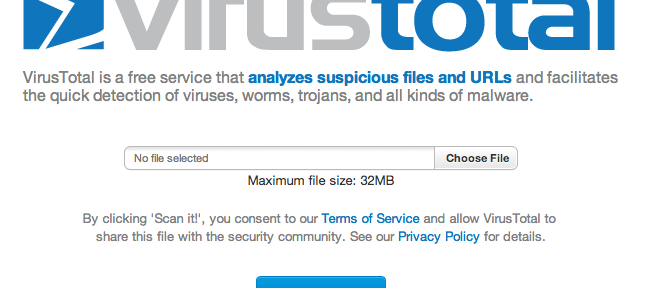 virustotal
VirusTotal is a free service that analyzes suspicious files and URLs and facilitates
the quick detection of viruses, worms, trojans, and all kinds of malware.
No file selected Choose File
Maximum file size: 32MB
By clicking 'Scan it!', you consent to our Terms of Service and allow VirusTotal to
share this file with the security community. See our Privacy Policy for details.